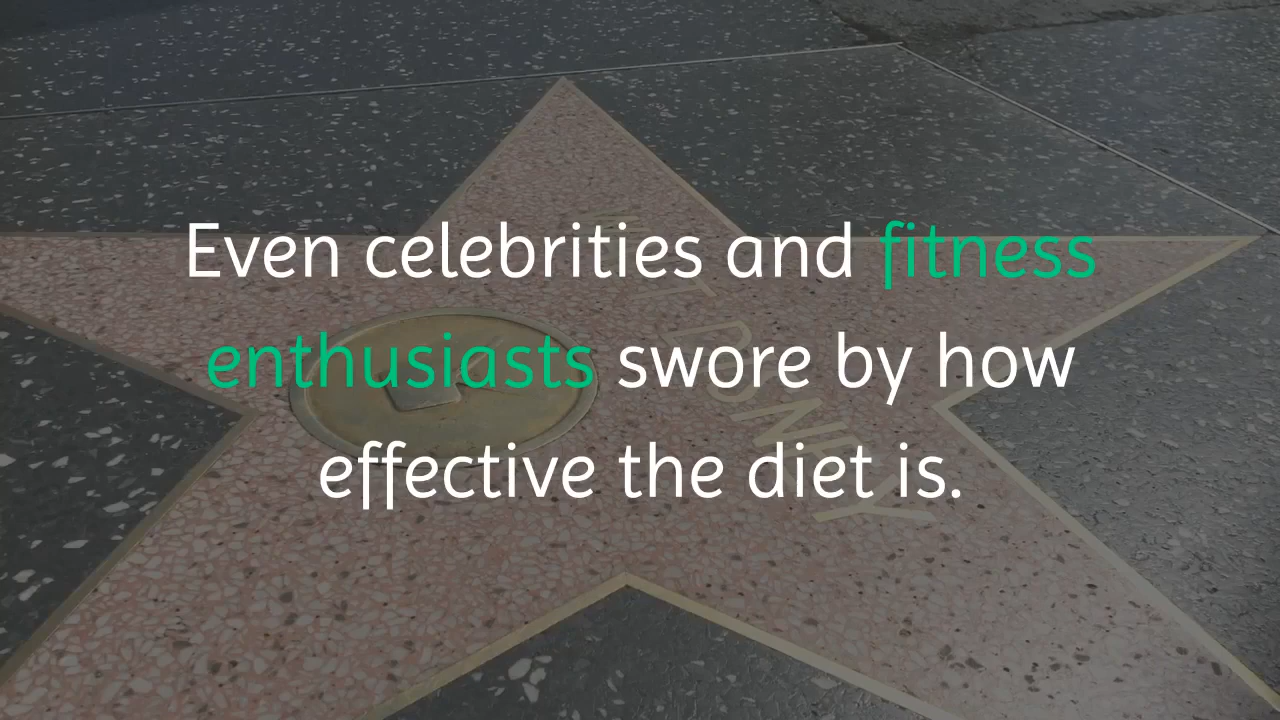 Even celebrities and fitness
enthusiasts swore by how
effective the diet is.